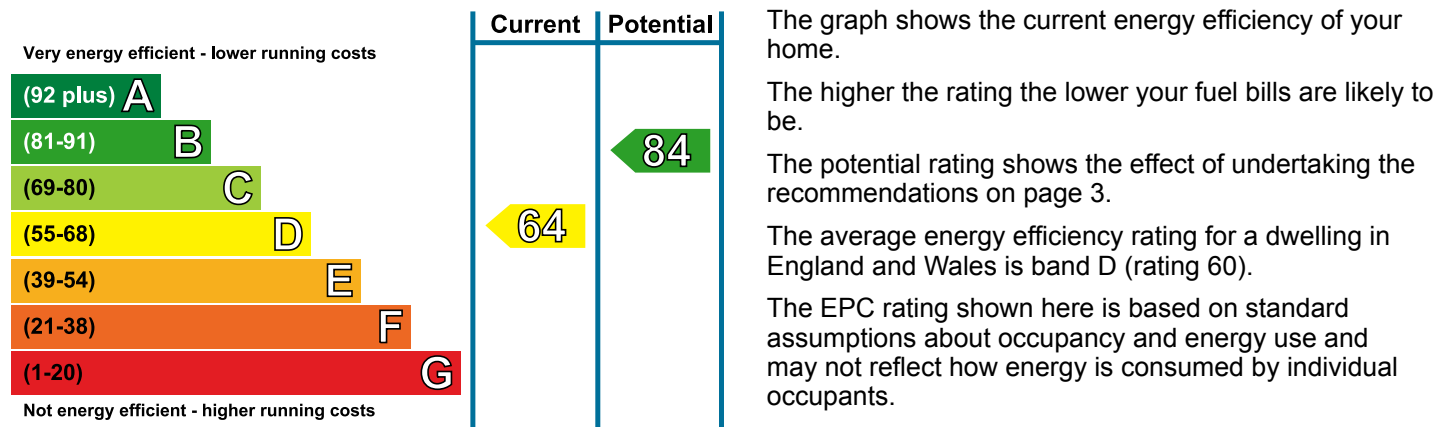 Current Potential
Very energy efficient - lower running costs
(92 plus) A
(81-91) B
84
(69-80) C
(55-68) D
64
(39-54) E
(21-38) F
(1-20) G
Not energy efficient - higher running costs
The graph shows the current energy efficiency of your
home.
The higher the rating the lower your fuel bills are likely to
be.
The potential rating shows the effect of undertaking the
recommendations on page 3.
The average energy efficiency rating for a dwelling in
England and Wales is band D (rating 60).
The EPC rating shown here is based on standard
assumptions about occupancy and energy use and
may not reflect how energy is consumed by individual
occupants.